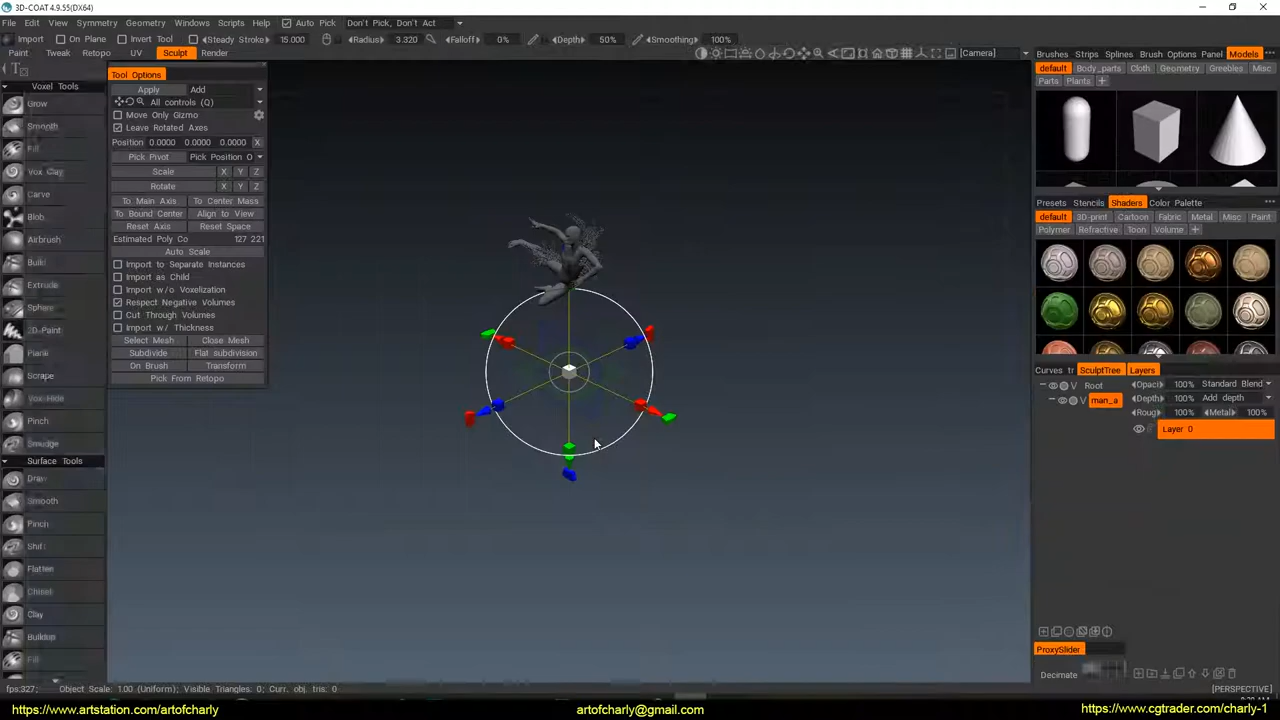 3D-COAT 4.9.55(DX64)
File Edit View Symmetry Geometry Windows Scripts Help Auto Pick Don't Pick, Don't Act
Import On Plane Invert Tool Steady Stroke 15.000 Radius 3.320 Falloff 0% Depth 50% Smoothing 100%
Paint Tweak Retopo UV Sculpt Render
[Camera]
Tool Options
Apply Add
All controls (Q)
Move Only Gizmo
Leave Rotated Axes
Position 0.0000 0.0000 0.0000 X
Pick Pivot Pick Position O
Scale X Y Z
Rotate X Y Z
To Main Axis To Center Mass
To Bound Center Align to View
Reset Axis Reset Space
Estimated Poly Co 127 221
Auto Scale
Import to Separate Instances
Import as Child
Import w/o Voxelization
Respect Negative Volumes
Cut Through Volumes
Import w/ Thickness
Select Mesh Close Mesh
Subdivide Flat subdivision
On Brush Transform
Pick From Retopo
Voxel Tools
Grow
Smooth
Fill
Vox Clay
Carve
Blob
Airbrush
Build
Extrude
Sphere
2D-Paint
Plane
Scrape
Vox-Hide
Pinch
Smudge
Surface Tools
Draw
Smooth
Pinch
Shift
Flatten
Chisel
Clay
Buildup
Fill
Brushes Strips Splines Brush Options Panel Models
default Body_parts Cloth Geometry Greebles Misc
Parts Plants +
Presets Stencils Shaders Color Palette
default 3D-print Cartoon Fabric Metal Misc Paint
Polymer Refractive Toon Volume +
Curves tr SculptTree Layers
V Root
V man_a
Opaci 100% Standard Blend
Depth 100% Add depth
Roug 100% Metal 100%
Layer 0
ProxySlider
Decimate
fps:327; Object Scale: 1.00 (Uniform); Visible Triangles: 0; Curr. obj. tris: 0
[PERSPECTIVE]
https://www.artstation.com/artofcharly
artofcharly@gmail.com
https://www.cgtrader.com/charly-1